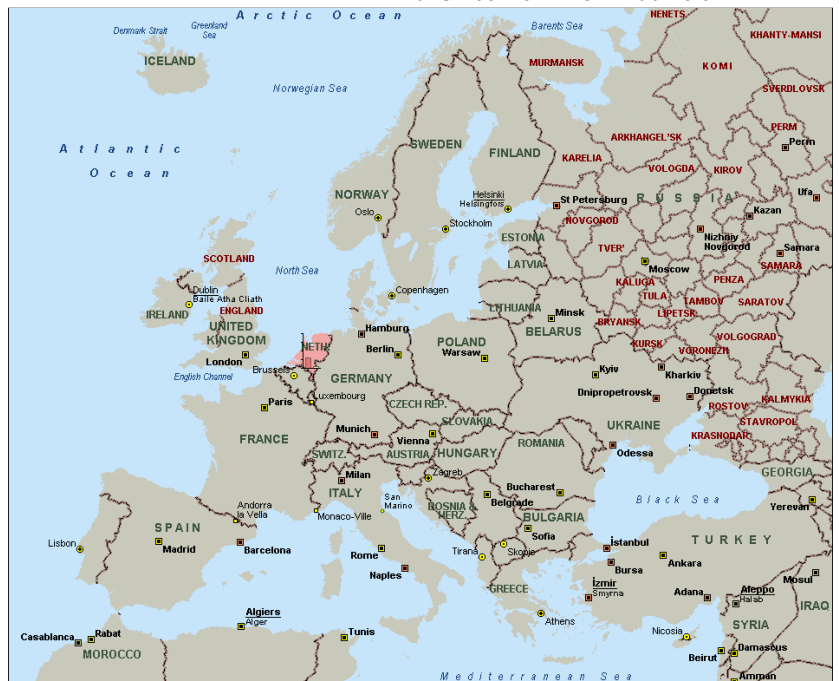 Arctic Ocean
Denmark Strait
Greenland
Sea
Barents Sea
NENETS
KHANTY-MANSI
ICELAND
MURMANSK
KOMI
Norwegian Sea
SVERDLOVSK
Atlantic
Ocean
SWEDEN
FINLAND
ARKHANGEL'SK
PERM
Perm
KARELIA
VOLOGDA
KIROV
NORWAY
Oslo
Helsinki
Helsingfors
St Petersburg
RUSSIA
Ufa
Kazan
Stockholm
NOVGOROD
Nizhniy
Novgorod
ESTONIA
TVER'
Samara
SCOTLAND
North Sea
LATVIA
Moscow
SAMARA
Dublin
Baile Atha Cliath
Copenhagen
KALUGA
PENZA
TULA
TAMBOV
SARATOV
IRELAND
ENGLAND
LITHUANIA
Minsk
LIPETSK
BRYANSK
UNITED
KINGDOM
Hamburg
BELARUS
VOLGOGRAD
NETH.
POLAND
KURSK
VORONEZH
London
Berlin
Warsaw
English Channel
Brussels
GERMANY
Kyiv
Kharkiv
Luxembourg
Dnipropetrovsk
Donetsk
KALMYKIA
Paris
CZECH REP.
ROSTOV
SLOVAKIA
STAVROPOL
FRANCE
Munich
Vienna
UKRAINE
KRASNODAR
SWITZ.
AUSTRIA
HUNGARY
ROMANIA
Odessa
Milan
Zagreb
GEORGIA
ITALY
San
Marino
Bucharest
Black Sea
Andorra
la Vella
Monaco-Ville
BOSNIA &
HERZ.
Belgrade
Yerevan
SPAIN
BULGARIA
Sofia
Lisbon
Madrid
Barcelona
Rome
Tirana
Skopje
İstanbul
TURKEY
Ankara
Naples
Bursa
Mosul
GREECE
İzmir
Smyrna
Adana
Aleppo
Halab
IRAQ
Algiers
Alger
Athens
SYRIA
Casablanca
Rabat
Tunis
Nicosia
MOROCCO
Beirut
Damascus
Mediterranean Sea
Amman